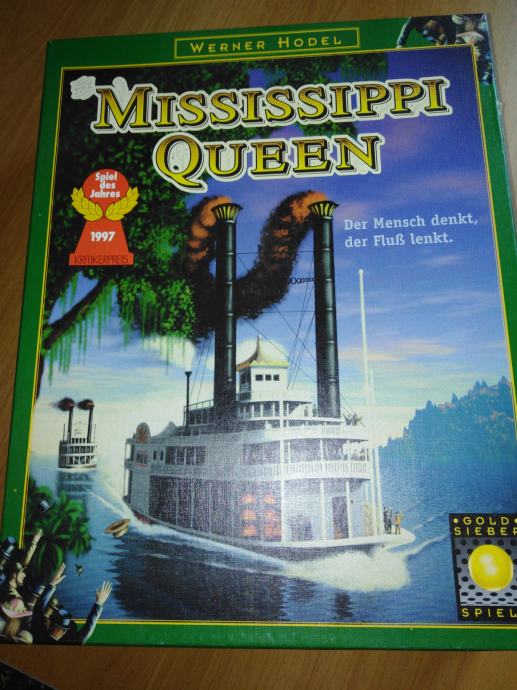 WERNER HODEL
MISSISSIPPI
QUEEN
Spiel
des
Jahres
1997
KRITIKERPREIS
Der Mensch denkt,
der Fluß lenkt.
GOLD
SIEBER
SPIELE